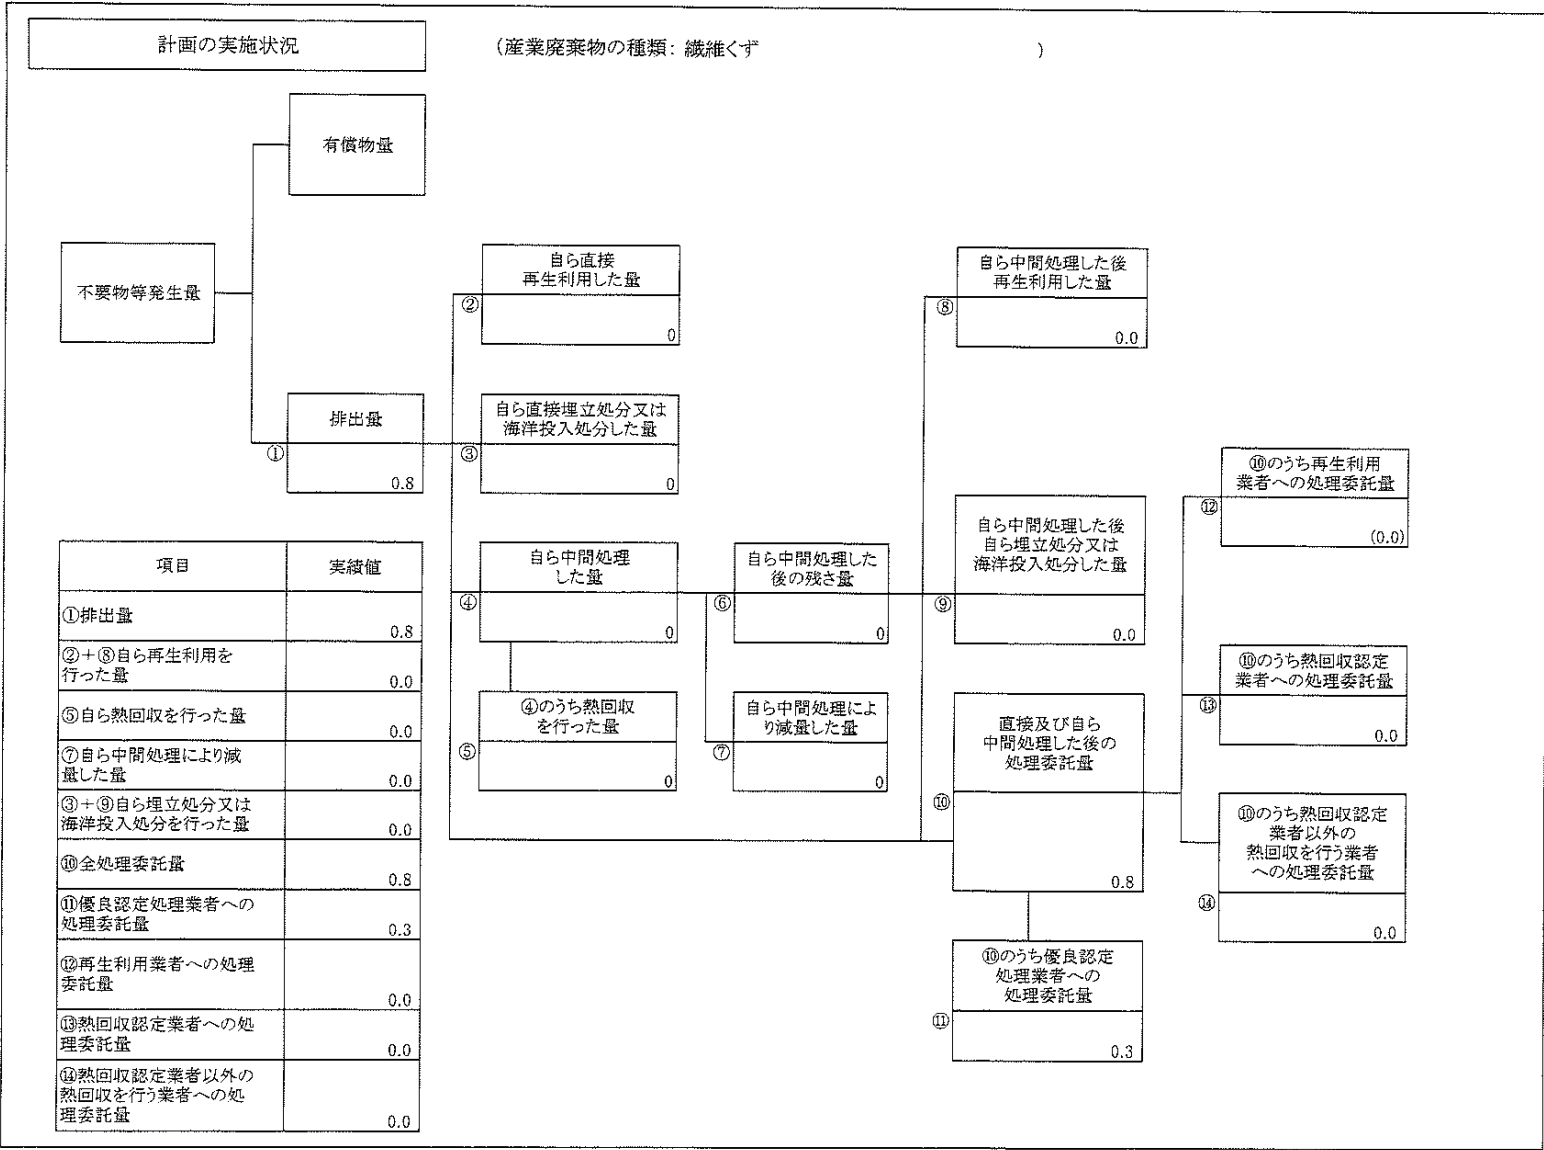 計画の実施状況
(産業廃棄物の種類: 繊維くず )
有償物量
不要物等発生量
排出量
①
0.8
自ら直接
再生利用した量
②
0
自ら直接埋立処分又は
海洋投入処分した量
③
0
自ら中間処理
した量
④
0
④のうち熱回収
を行った量
⑤
0
自ら中間処理した
後の残さ量
⑥
0
自ら中間処理によ
り減量した量
⑦
0
自ら中間処理した後
再生利用した量
⑧
0.0
自ら中間処理した後
自ら埋立処分又は
海洋投入処分した量
⑨
0.0
直接及び自ら
中間処理した後の
処理委託量
⑩
0.8
⑩のうち優良認定
処理業者への
処理委託量
⑪
0.3
⑩のうち再生利用
業者への処理委託量
⑫
(0.0)
⑩のうち熱回収認定
業者への処理委託量
⑬
0.0
⑩のうち熱回収認定
業者以外の
熱回収を行う業者
への処理委託量
⑭
0.0
項目 実績値
①排出量
0.8
②+⑧自ら再生利用を
行った量
0.0
⑤自ら熱回収を行った量
0.0
⑦自ら中間処理により減
量した量
0.0
③+⑨自ら埋立処分又は
海洋投入処分を行った量
0.0
⑩全処理委託量
0.8
⑪優良認定処理業者への
処理委託量
0.3
⑫再生利用業者への処理
委託量
0.0
⑬熱回収認定業者への処
理委託量
0.0
⑭熱回収認定業者以外の
熱回収を行う業者への処
理委託量
0.0